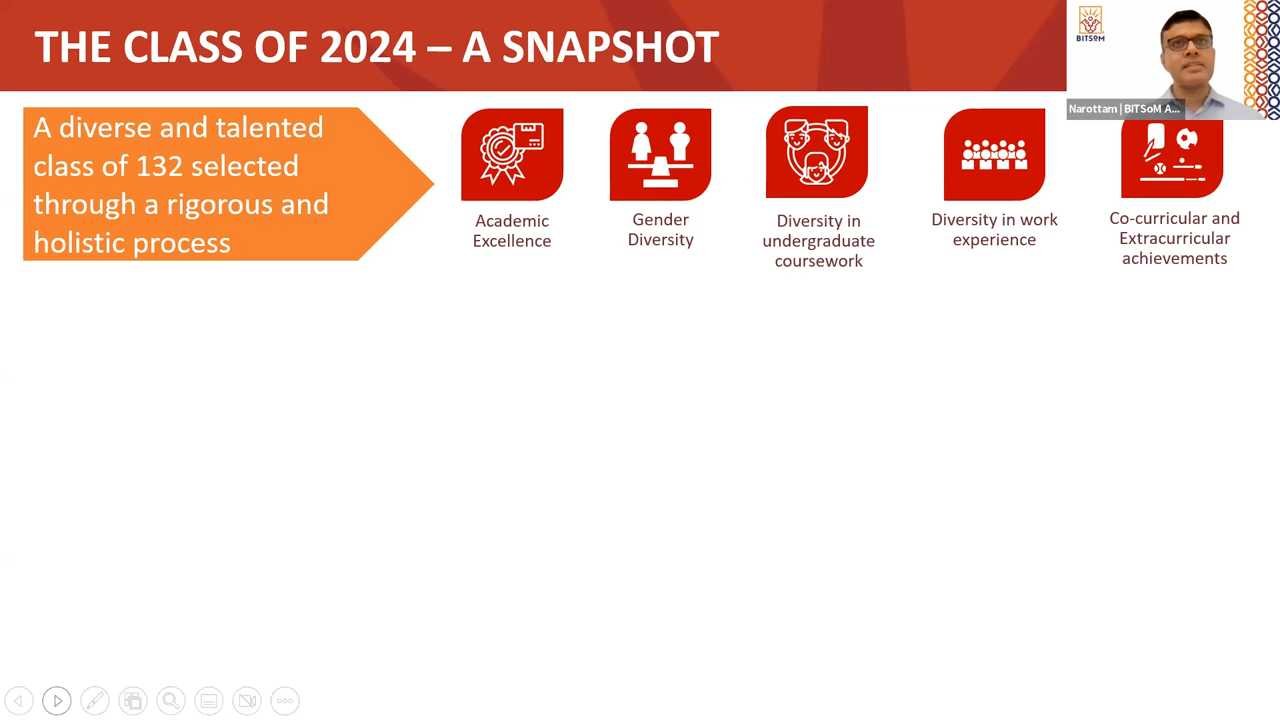 THE CLASS OF 2024 – A SNAPSHOT
BITSoM
Narottam | BITSoM A...
A diverse and talented
class of 132 selected
through a rigorous and
holistic process
Academic
Excellence
Gender
Diversity
Diversity in
undergraduate
coursework
Diversity in work
experience
Co-curricular and
Extracurricular
achievements